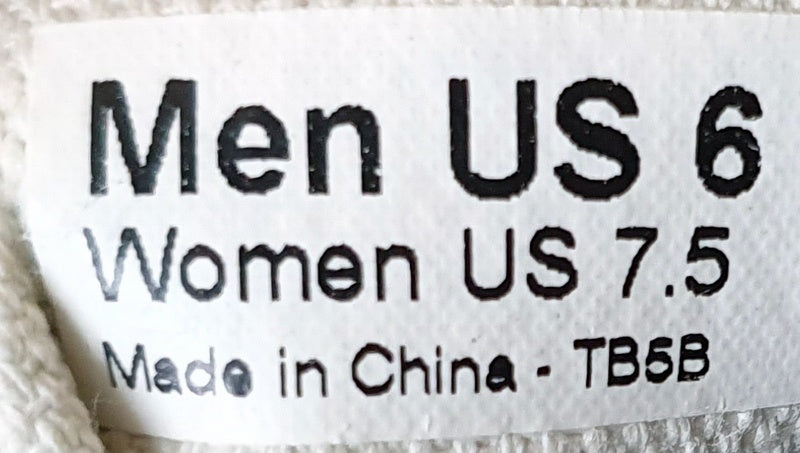 Men US 6
Women US 7.5
Made in China - TB5B